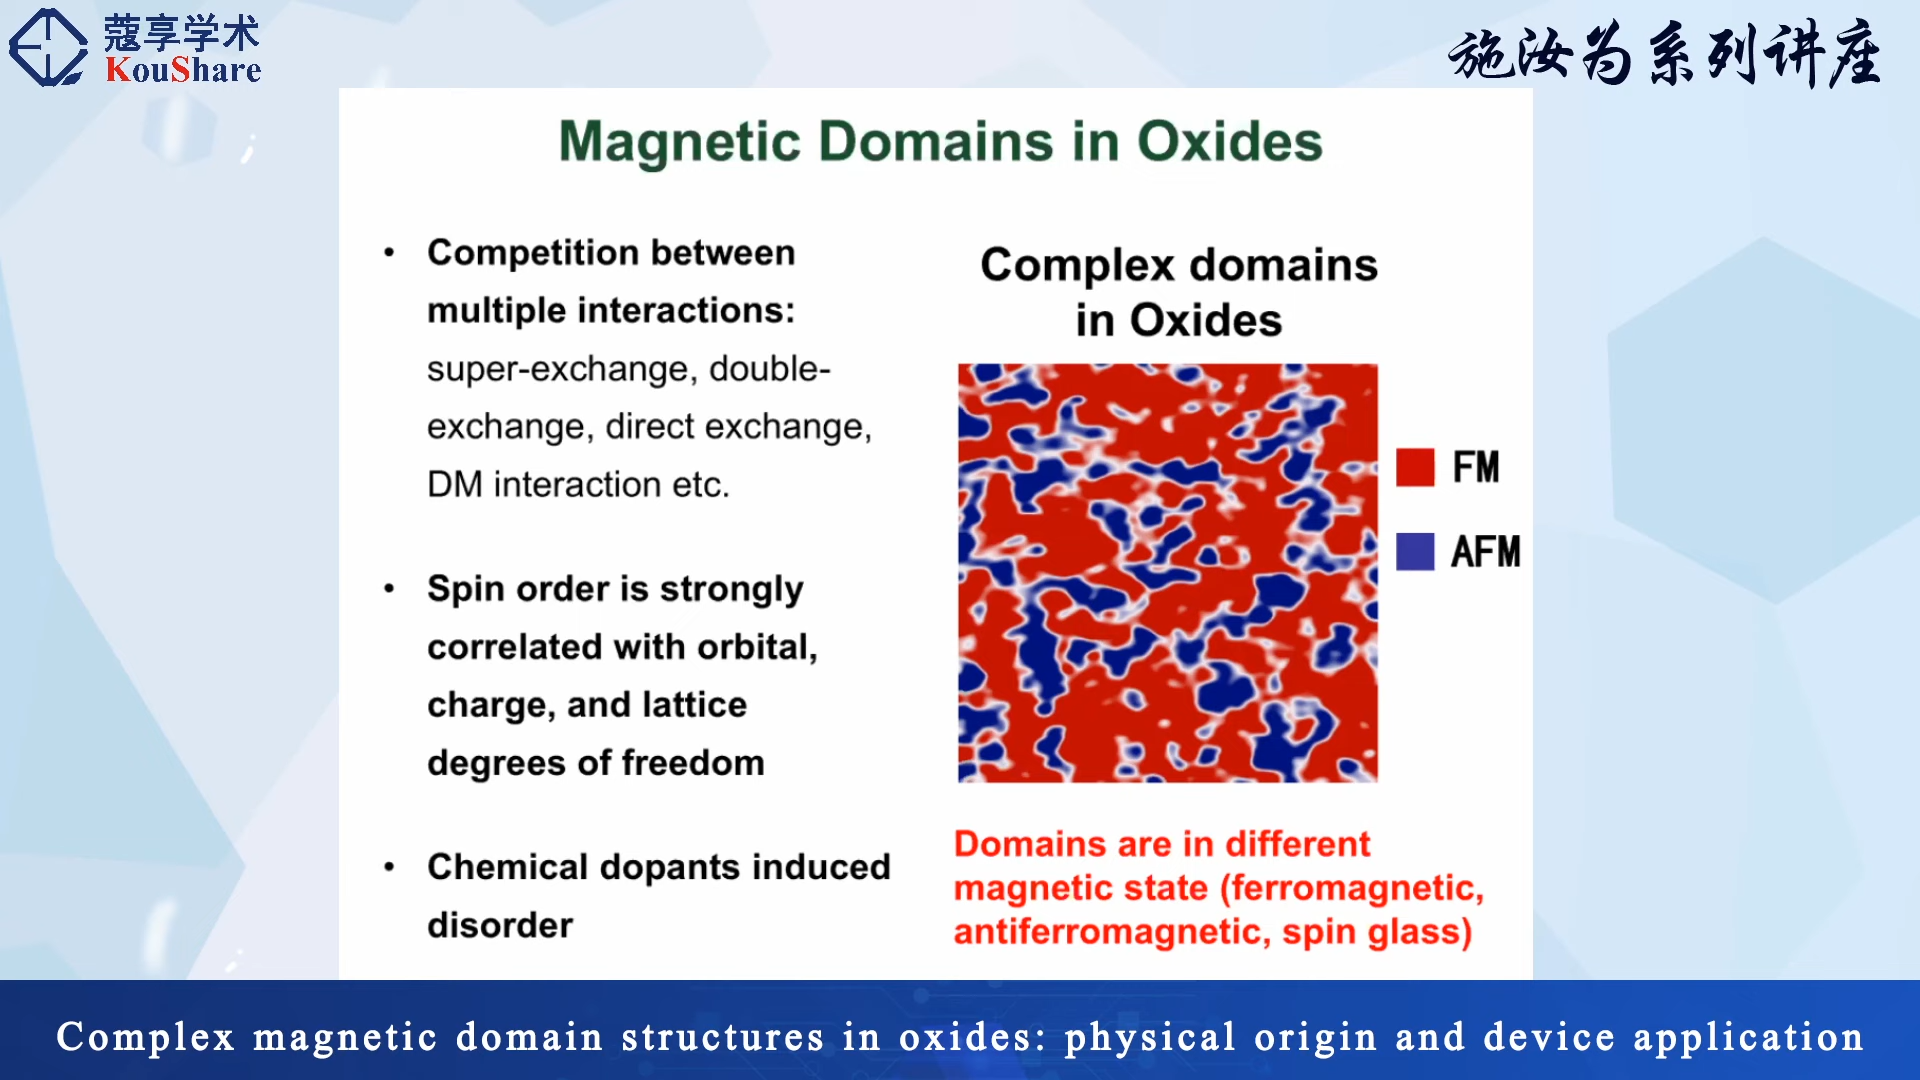 蔻享学术
KouShare
施汝为系列讲座
Magnetic Domains in Oxides
• Competition between
multiple interactions:
super-exchange, double-
exchange, direct exchange,
DM interaction etc.
• Spin order is strongly
correlated with orbital,
charge, and lattice
degrees of freedom
• Chemical dopants induced
disorder
Complex domains
in Oxides
FM
AFM
Domains are in different
magnetic state (ferromagnetic,
antiferromagnetic, spin glass)
Complex magnetic domain structures in oxides: physical origin and device application